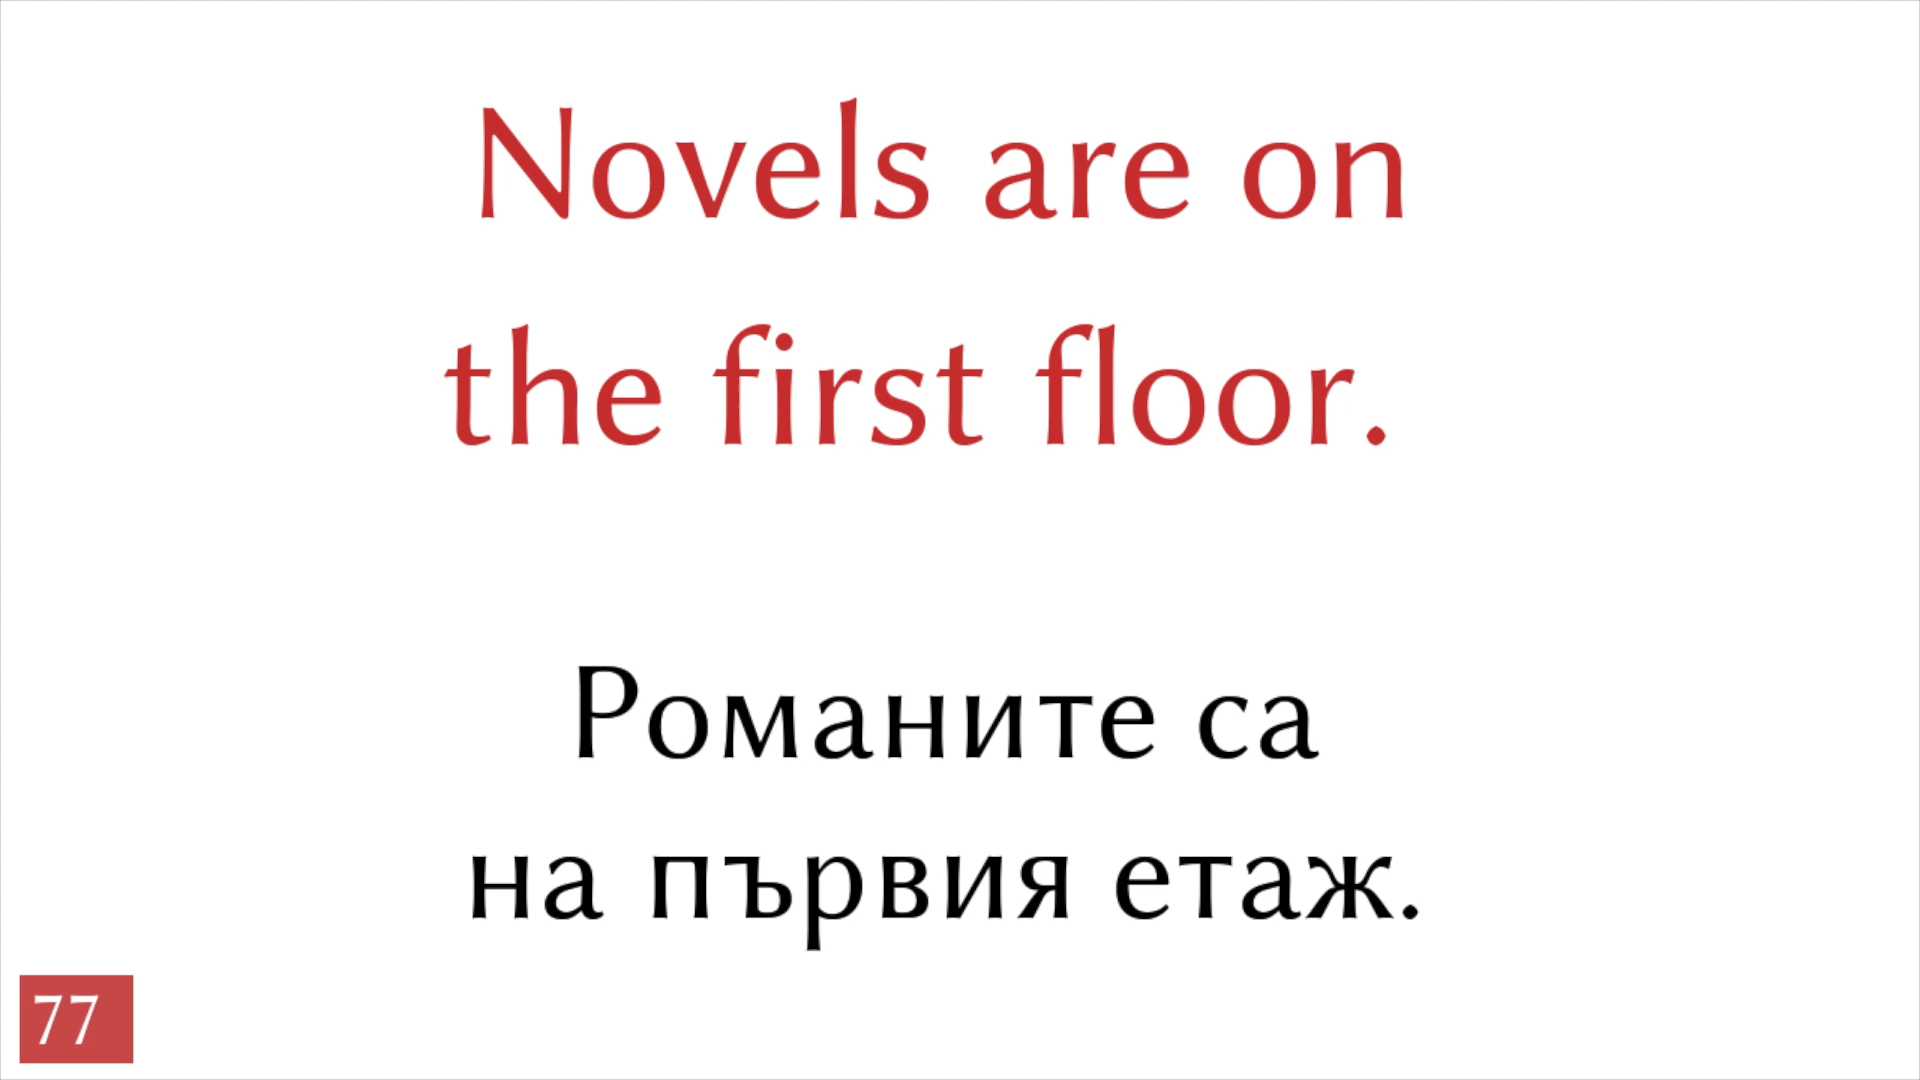 Novels are on
the first floor.
Романите са
на първия етаж.
77